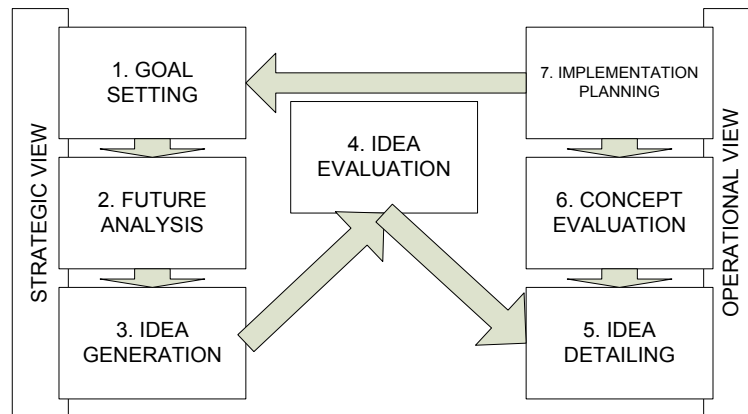 STRATEGIC VIEW
1. GOAL
SETTING
2. FUTURE
ANALYSIS
3. IDEA
GENERATION
4. IDEA
EVALUATION
5. IDEA
DETAILING
6. CONCEPT
EVALUATION
7. IMPLEMENTATION
PLANNING
OPERATIONAL VIEW